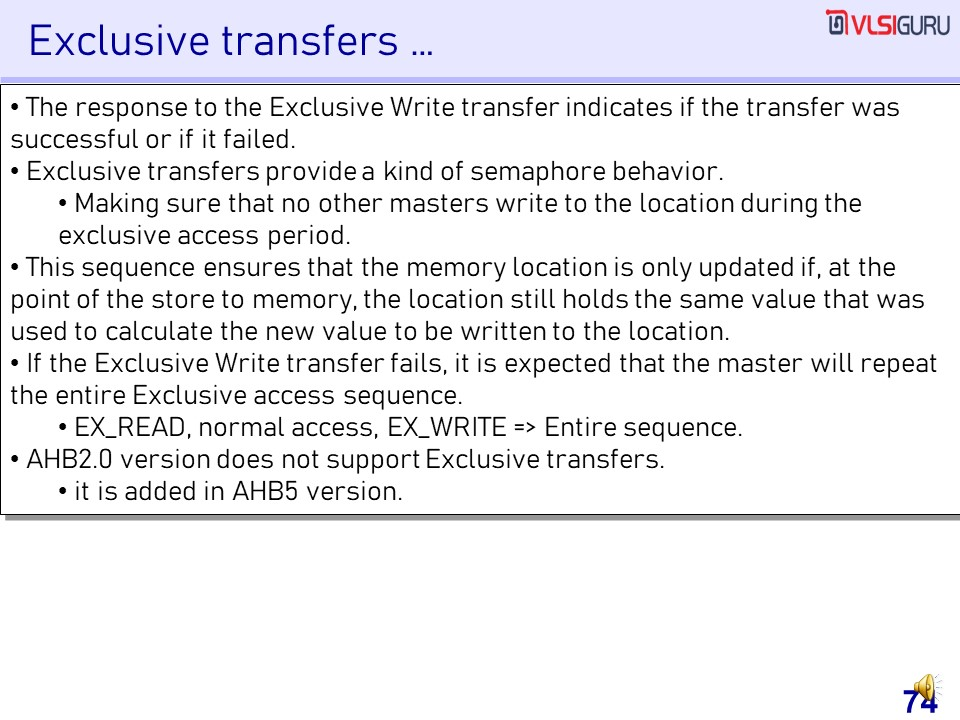 Exclusive transfers ...
VLSIGURU
• The response to the Exclusive Write transfer indicates if the transfer was
successful or if it failed.
• Exclusive transfers provide a kind of semaphore behavior.
• Making sure that no other masters write to the location during the
exclusive access period.
• This sequence ensures that the memory location is only updated if, at the
point of the store to memory, the location still holds the same value that was
used to calculate the new value to be written to the location.
• If the Exclusive Write transfer fails, it is expected that the master will repeat
the entire Exclusive access sequence.
• EX_READ, normal access, EX_WRITE => Entire sequence.
• AHB2.0 version does not support Exclusive transfers.
• it is added in AHB5 version.
74